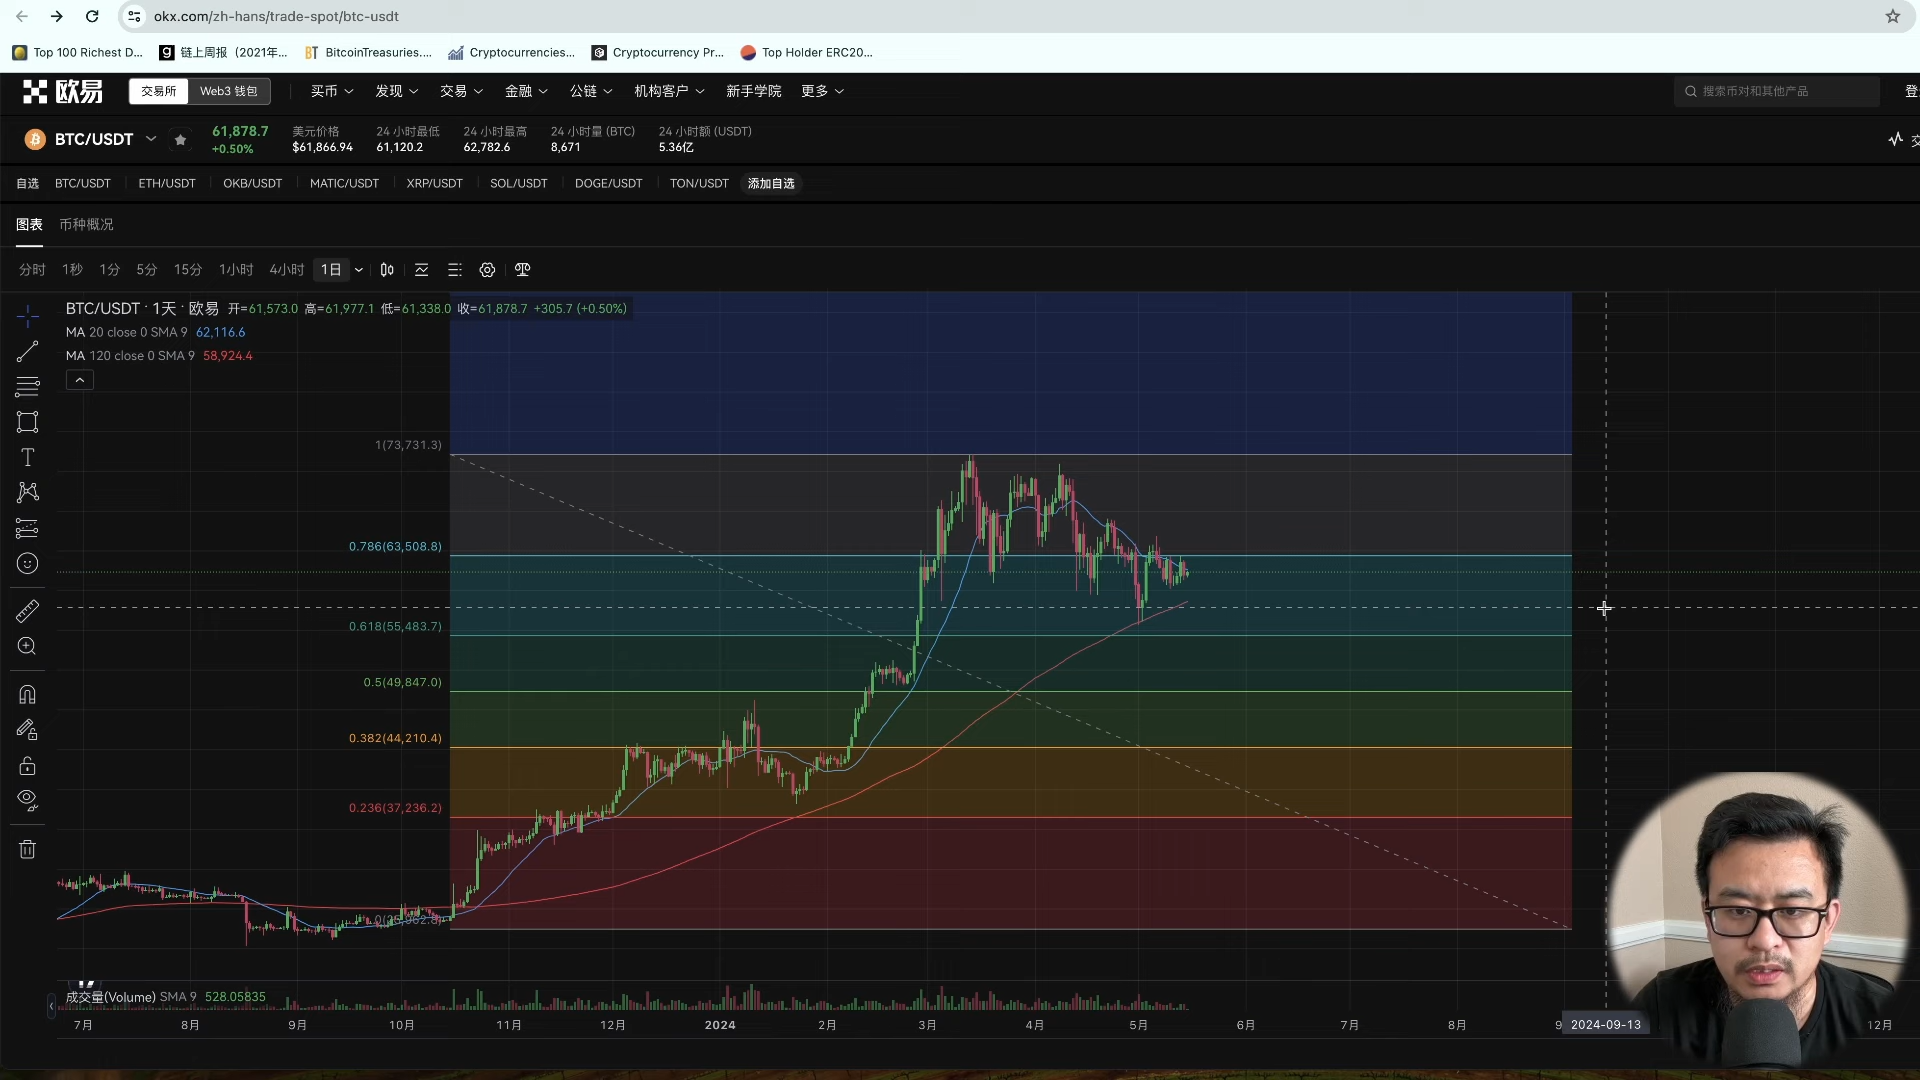 okx.com/zh-hans/trade-spot/btc-usdt
Top 100 Richest D... 链上周报（2021年... BitcoinTreasuries.... Cryptocurrencies... Cryptocurrency Pr... Top Holder ERC20...
欧易 交易所 Web3 钱包 买币 发现 交易 金融 公链 机构客户 新手学院 更多 搜索币对和其他产品 登
BTC/USDT 61,878.7 美元价格 24 小时最低 24 小时最高 24 小时量 (BTC) 24 小时额 (USDT) 交
+0.50% $61,866.94 61,120.2 62,782.6 8,671 5.36亿
自选 BTC/USDT ETH/USDT OKB/USDT MATIC/USDT XRP/USDT SOL/USDT DOGE/USDT TON/USDT 添加自选
图表 币种概况
分时 1秒 1分 5分 15分 1小时 4小时 1日
BTC/USDT · 1天 · 欧易 开=61,573.0 高=61,977.1 低=61,338.0 收=61,878.7 +305.7 (+0.50%)
MA 20 close 0 SMA 9 62,116.6
MA 120 close 0 SMA 9 58,924.4
1(73,731.3)
0.786(63,508.8)
0.618(55,483.7)
0.5(49,847.0)
0.382(44,210.4)
0.236(37,236.2)
成交量(Volume) SMA 9 528.05835
7月 8月 9月 10月 11月 12月 2024 2月 3月 4月 5月 6月 7月 8月 9 2024-09-13 12月